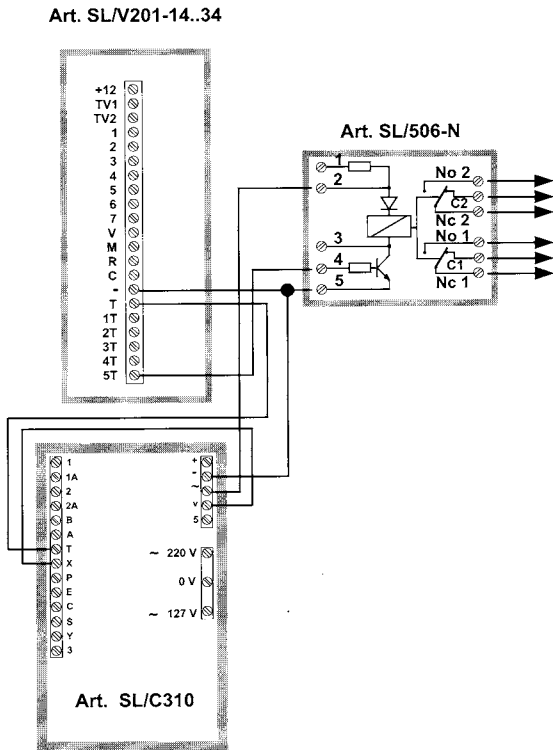 Art. SL/V201-14..34
+12
TV1
TV2
1
2
3
4
5
6
7
V
M
R
C
-
T
1T
2T
3T
4T
5T
Art. SL/506-N
1
2
3
4
5
No 2
C2
Nc 2
No 1
C1
Nc 1
1
1A
2
2A
B
A
T
X
P
E
C
S
Y
3
+
-
~
v
5
~ 220 V
0 V
~ 127 V
Art. SL/C310